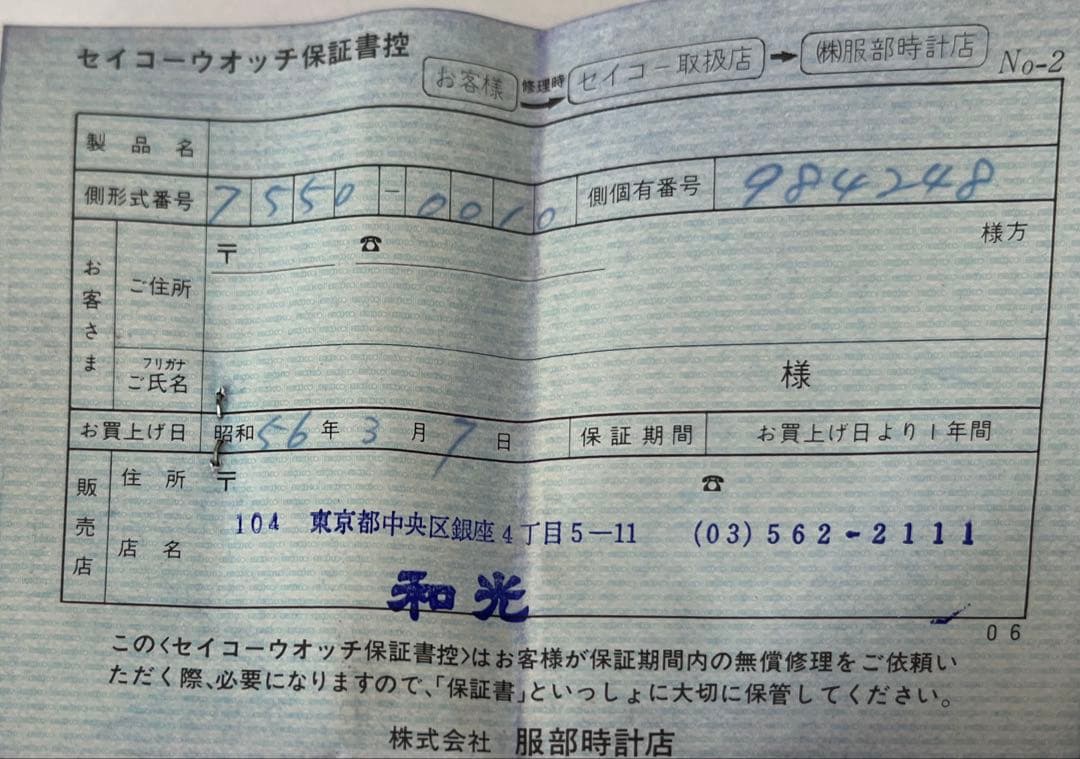 セイコーウオッチ保証書控
お客様 修理時 → セイコー取扱店 → ㈱服部時計店 No-2
製品名
側形式番号 7550-0010 側個有番号 984248
お客さま
ご住所 〒 ☎ 様方
フリガナ
ご氏名 様
お買上げ日 昭和56年3月7日 保証期間 お買上げ日より1年間
販売店
住所 〒 ☎
104 東京都中央区銀座4丁目5-11 (03)562-2111
店名
和光
06
このくセイコーウオッチ保証書控>はお客様が保証期間内の無償修理をご依頼い
ただく際、必要になりますので、「保証書」といっしょに大切に保管してください。
株式会社 服部時計店